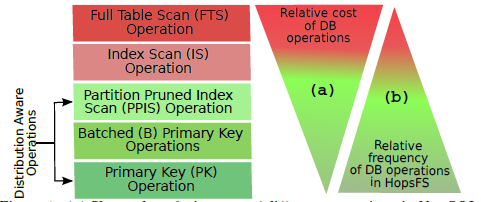 Full Table Scan (FTS)
Operation
Index Scan (IS)
Operation
Partition Pruned Index
Scan (PPIS) Operation
Batched (B) Primary Key
Operations
Primary Key (PK)
Operation
Distribution Aware
Operations
Relative cost
of DB
operations
(a)
(b)
Relative
frequency
of DB operations
in HopsFS